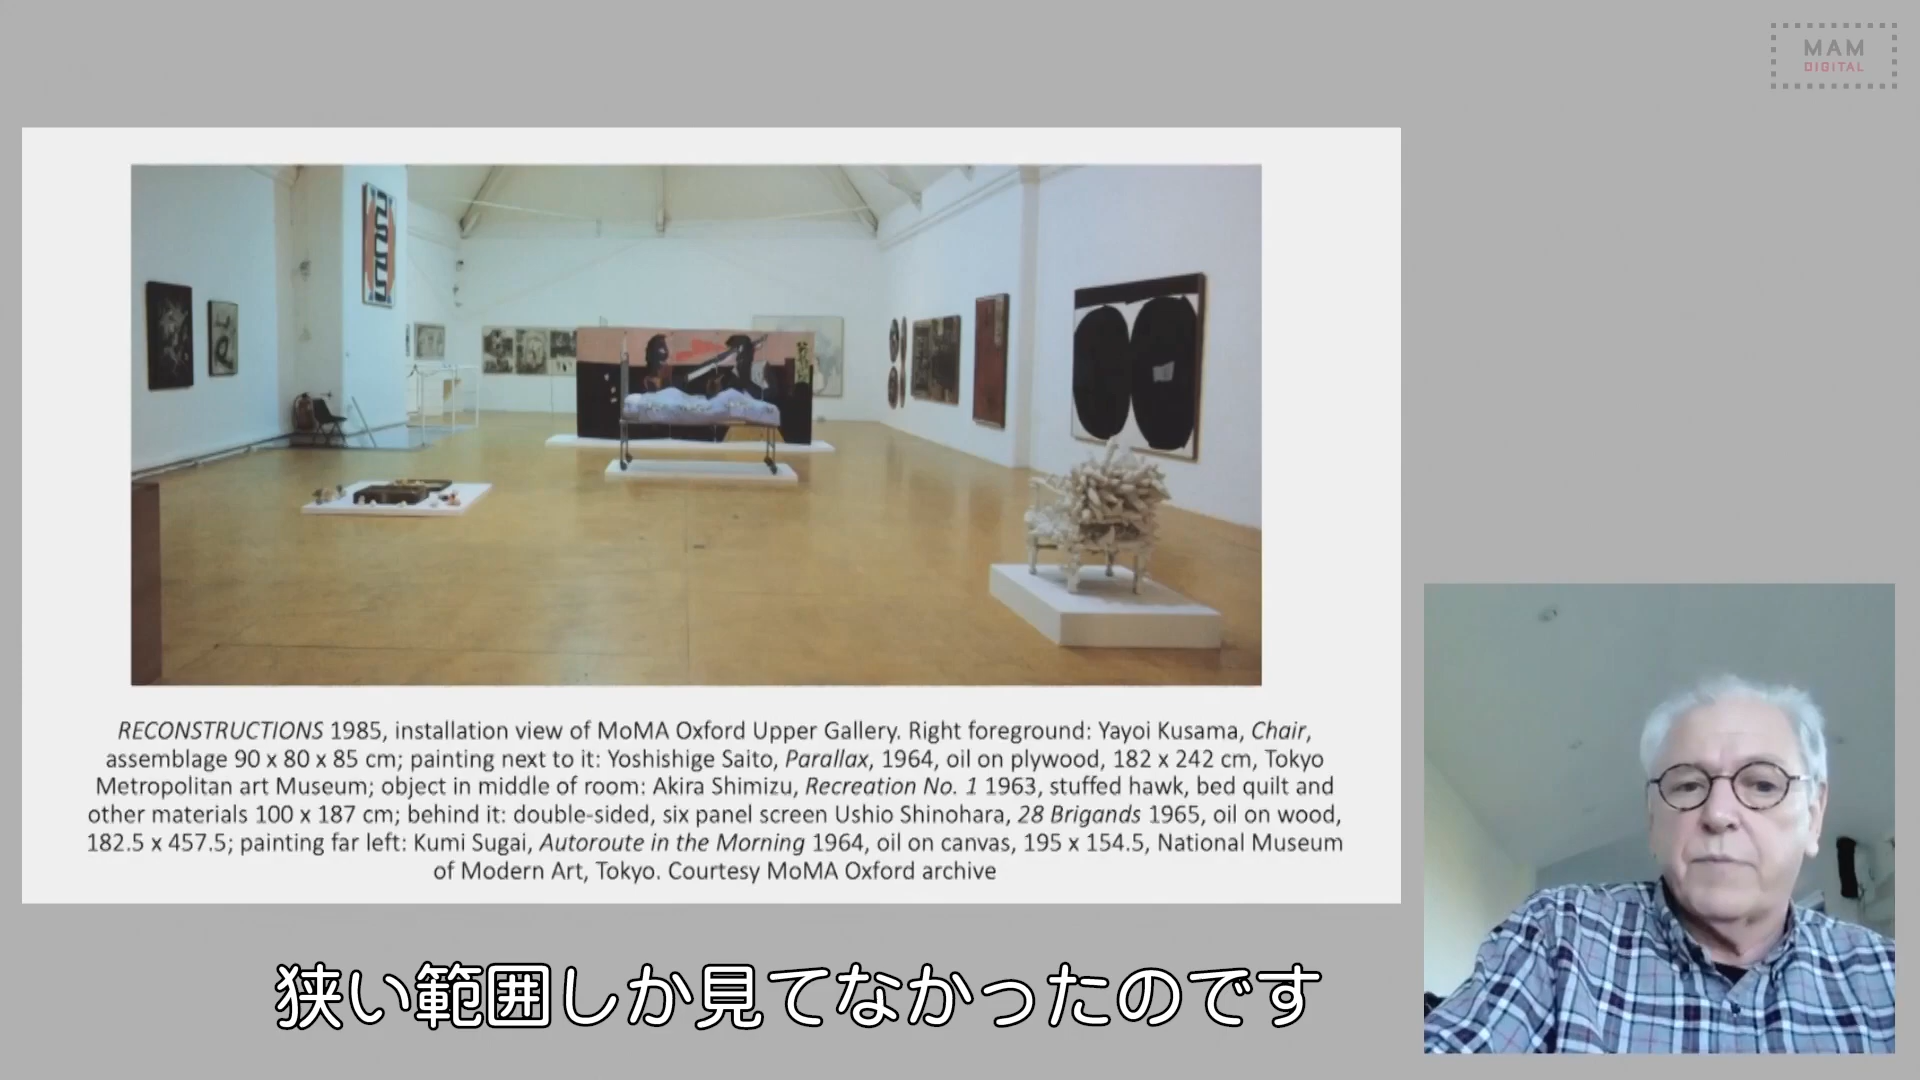 MAM
DIGITAL
RECONSTRUCTIONS 1985, installation view of MoMA Oxford Upper Gallery. Right foreground: Yayoi Kusama, Chair,
assemblage 90 x 80 x 85 cm; painting next to it: Yoshishige Saito, Parallax, 1964, oil on plywood, 182 x 242 cm, Tokyo
Metropolitan art Museum; object in middle of room: Akira Shimizu, Recreation No. 1 1963, stuffed hawk, bed quilt and
other materials 100 x 187 cm; behind it: double-sided, six panel screen Ushio Shinohara, 28 Brigands 1965, oil on wood,
182.5 x 457.5; painting far left: Kumi Sugai, Autoroute in the Morning 1964, oil on canvas, 195 x 154.5, National Museum
of Modern Art, Tokyo. Courtesy MoMA Oxford archive
狭い範囲しか見てなかったのです